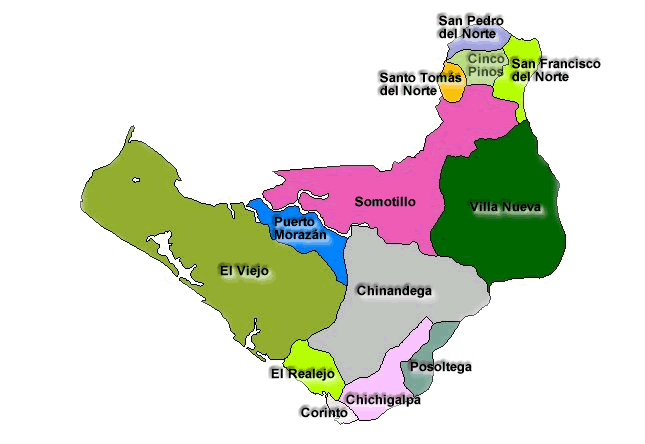 San Pedro
del Norte
Cinco
Pinos
San Francisco
del Norte
Santo Tomás
del Norte
Somotillo
Villa Nueva
Puerto
Morazán
El Viejo
Chinandega
Posoltega
El Realejo
Chichigalpa
Corinto